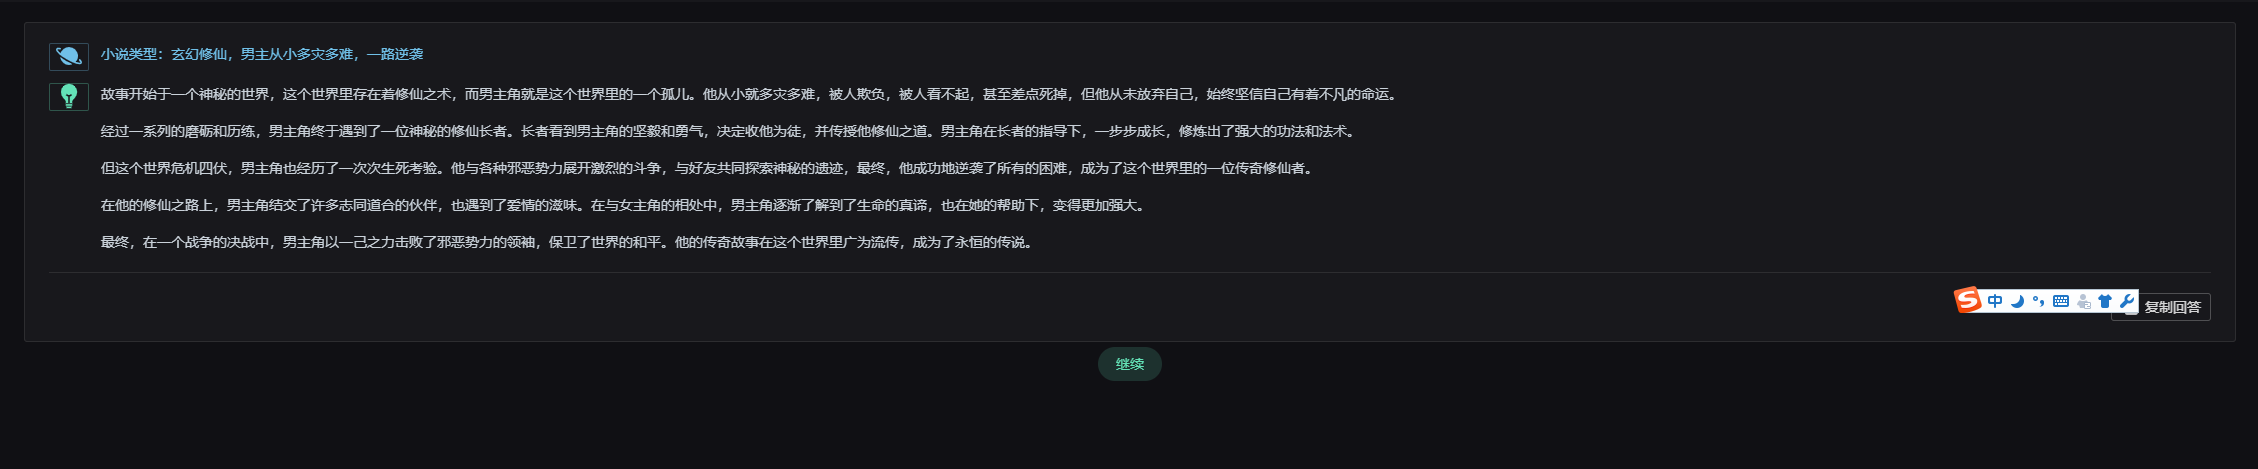 小说类型：玄幻修仙，男主从小多灾多难，一路逆袭
故事开始于一个神秘的世界，这个世界里存在着修仙之术，而男主角就是这个世界里的一个孤儿。他从小就多灾多难，被人欺负，被人看不起，甚至差点死掉，但他从未放弃自己，始终坚信自己有着不凡的命运。
经过一系列的磨砺和历练，男主角终于遇到了一位神秘的修仙长者。长者看到男主角的坚毅和勇气，决定收他为徒，并传授他修仙之道。男主角在长者的指导下，一步步成长，修炼出了强大的功法和法术。
但这个世界危机四伏，男主角也经历了一次次生死考验。他与各种邪恶势力展开激烈的斗争，与好友共同探索神秘的遗迹，最终，他成功地逆袭了所有的困难，成为了这个世界里的一位传奇修仙者。
在他的修仙之路上，男主角结交了许多志同道合的伙伴，也遇到了爱情的滋味。在与女主角的相处中，男主角逐渐了解到了生命的真谛，也在她的帮助下，变得更加强大。
最终，在一个战争的决战中，男主角以一己之力击败了邪恶势力的领袖，保卫了世界的和平。他的传奇故事在这个世界里广为流传，成为了永恒的传说。
S 中
复制回答
继续